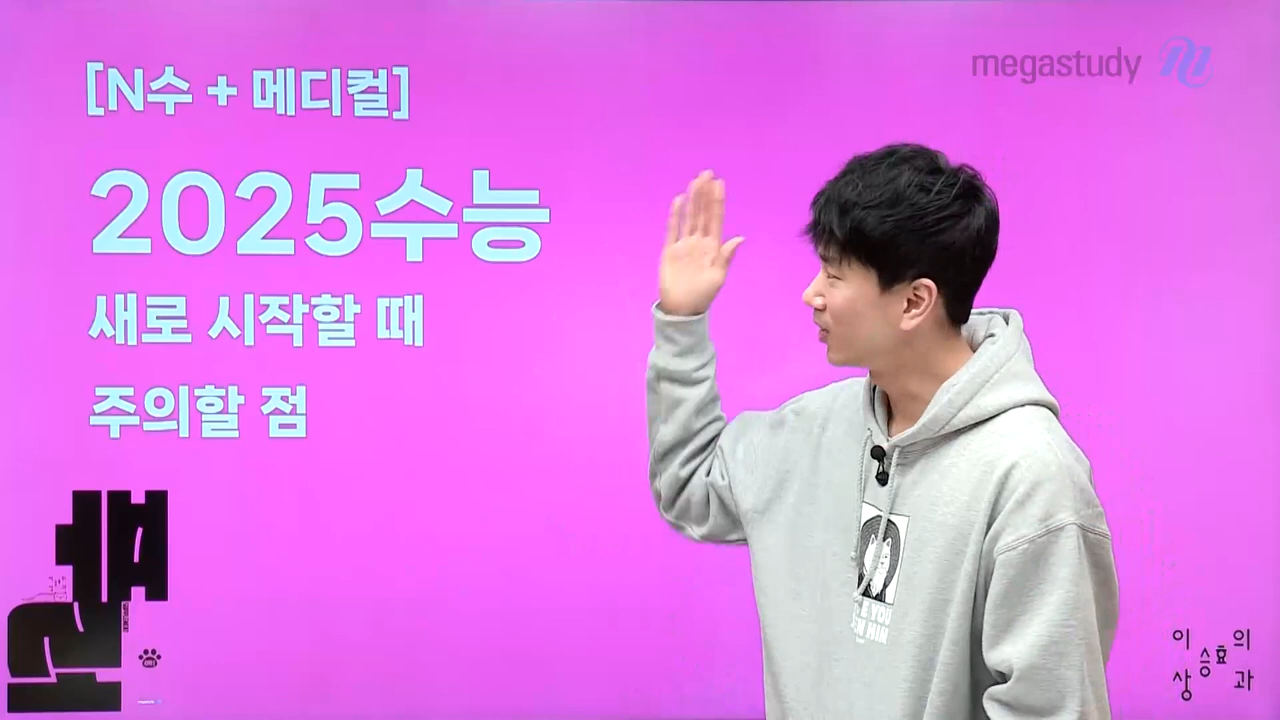 megastudy
[N수 + 메디컬]
2025수능
새로 시작할 때
주의할 점
이 의
승효
상 과